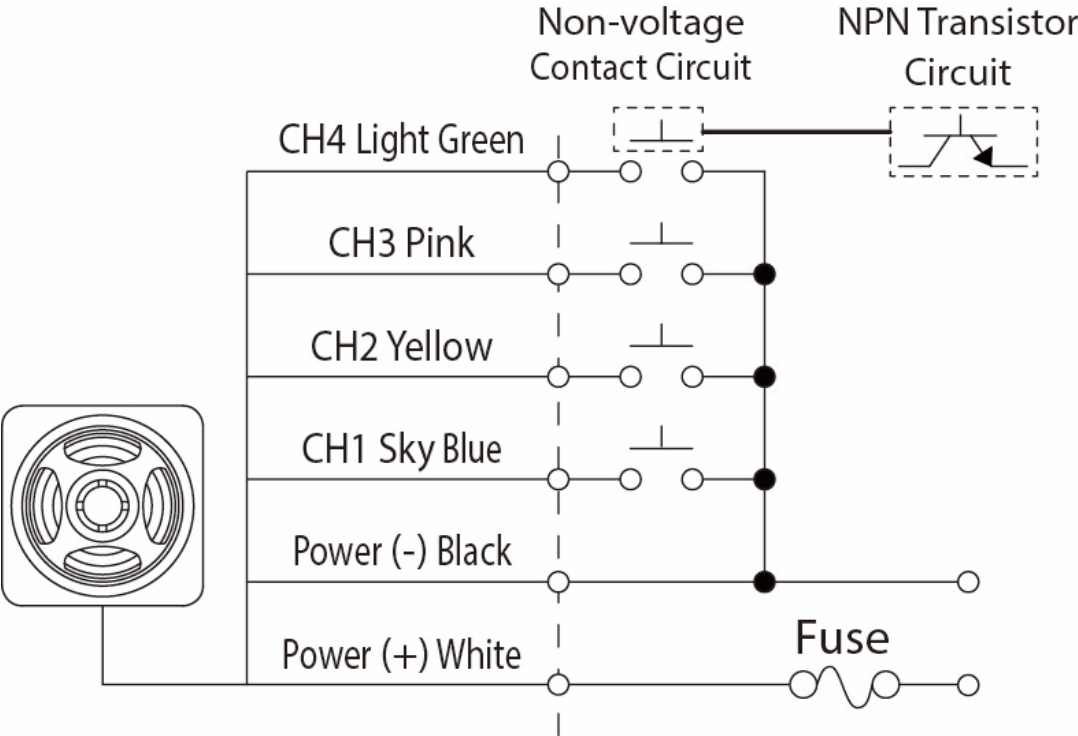 Non-voltage
Contact Circuit
NPN Transistor
Circuit
CH4 Light Green
CH3 Pink
CH2 Yellow
CH1 Sky Blue
Power (-) Black
Power (+) White
Fuse